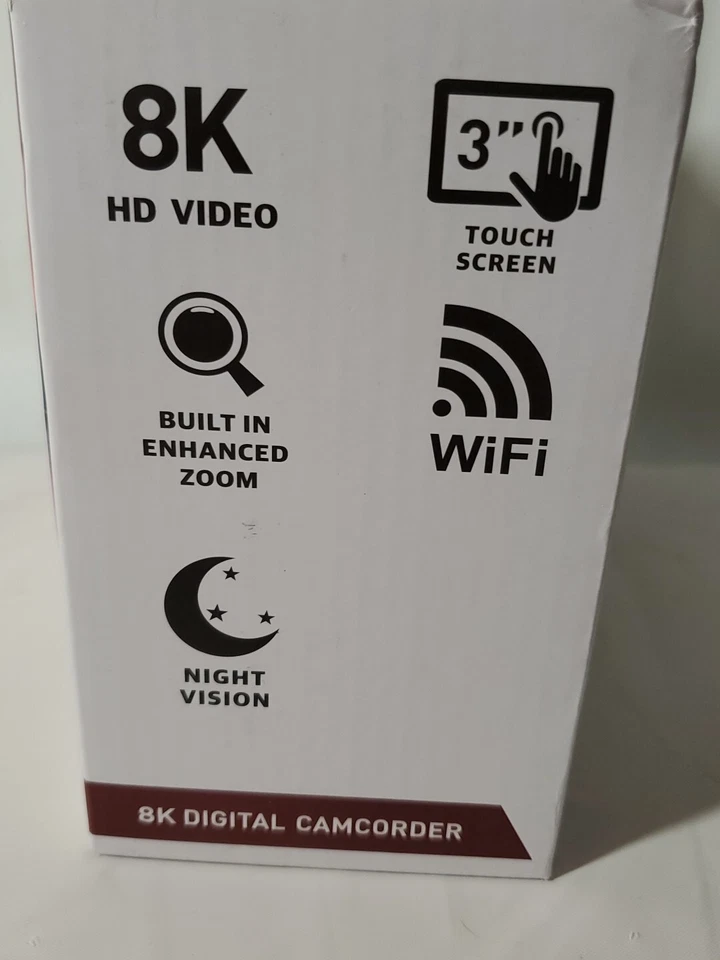 8K
HD VIDEO
3”
TOUCH
SCREEN
BUILT IN
ENHANCED
ZOOM
WiFi
NIGHT
VISION
8K DIGITAL CAMCORDER